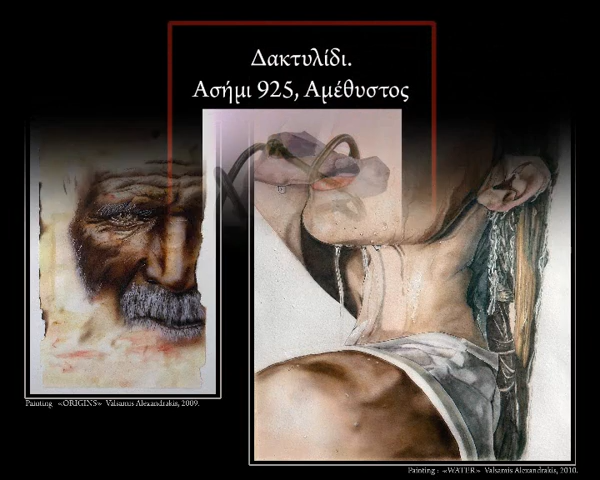 Δακτυλίδι.
Ασήμι 925, Αμέθυστος
Painting «ORIGINS» Valsamis Alexandrakis, 2009.
Painting : «WATER» Valsamis Alexandrakis, 2010.